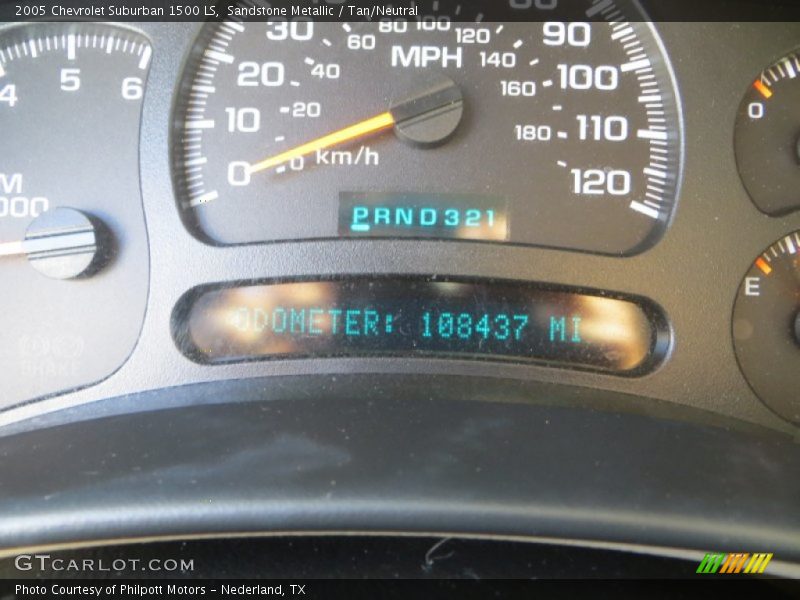 2005 Chevrolet Suburban 1500 LS, Sandstone Metallic / Tan/Neutral
4 5 6
0 10 20 30 90 100 110 120
MPH
0 20 40 60 80 100 120 140 160 180
km/h
PRND321
ODOMETER: 108437 MI
0
E
BRAKE
GTCARLOT.COM
Photo Courtesy of Philpott Motors - Nederland, TX